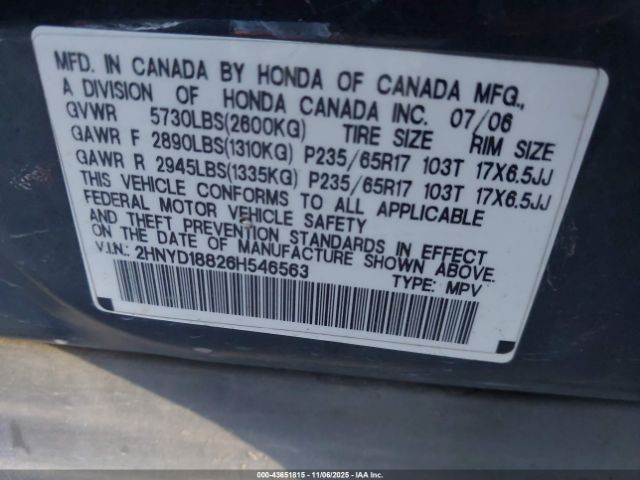 MFD. IN CANADA BY HONDA OF CANADA MFG.,
A DIVISION OF HONDA CANADA INC. 07/06
GVWR 5730LBS(2600KG) TIRE SIZE RIM SIZE
GAWR F 2890LBS(1310KG) P235/65R17 103T 17X6.5JJ
GAWR R 2945LBS(1335KG) P235/65R17 103T 17X6.5JJ
THIS VEHICLE CONFORMS TO ALL APPLICABLE
FEDERAL MOTOR VEHICLE SAFETY
AND THEFT PREVENTION STANDARDS IN EFFECT
ON THE DATE OF MANUFACTURE SHOWN ABOVE.
V.I.N.: 2HNYD18826H546563
TYPE: MPV
000-43651815 - 11/06/2025 - IAAI.com